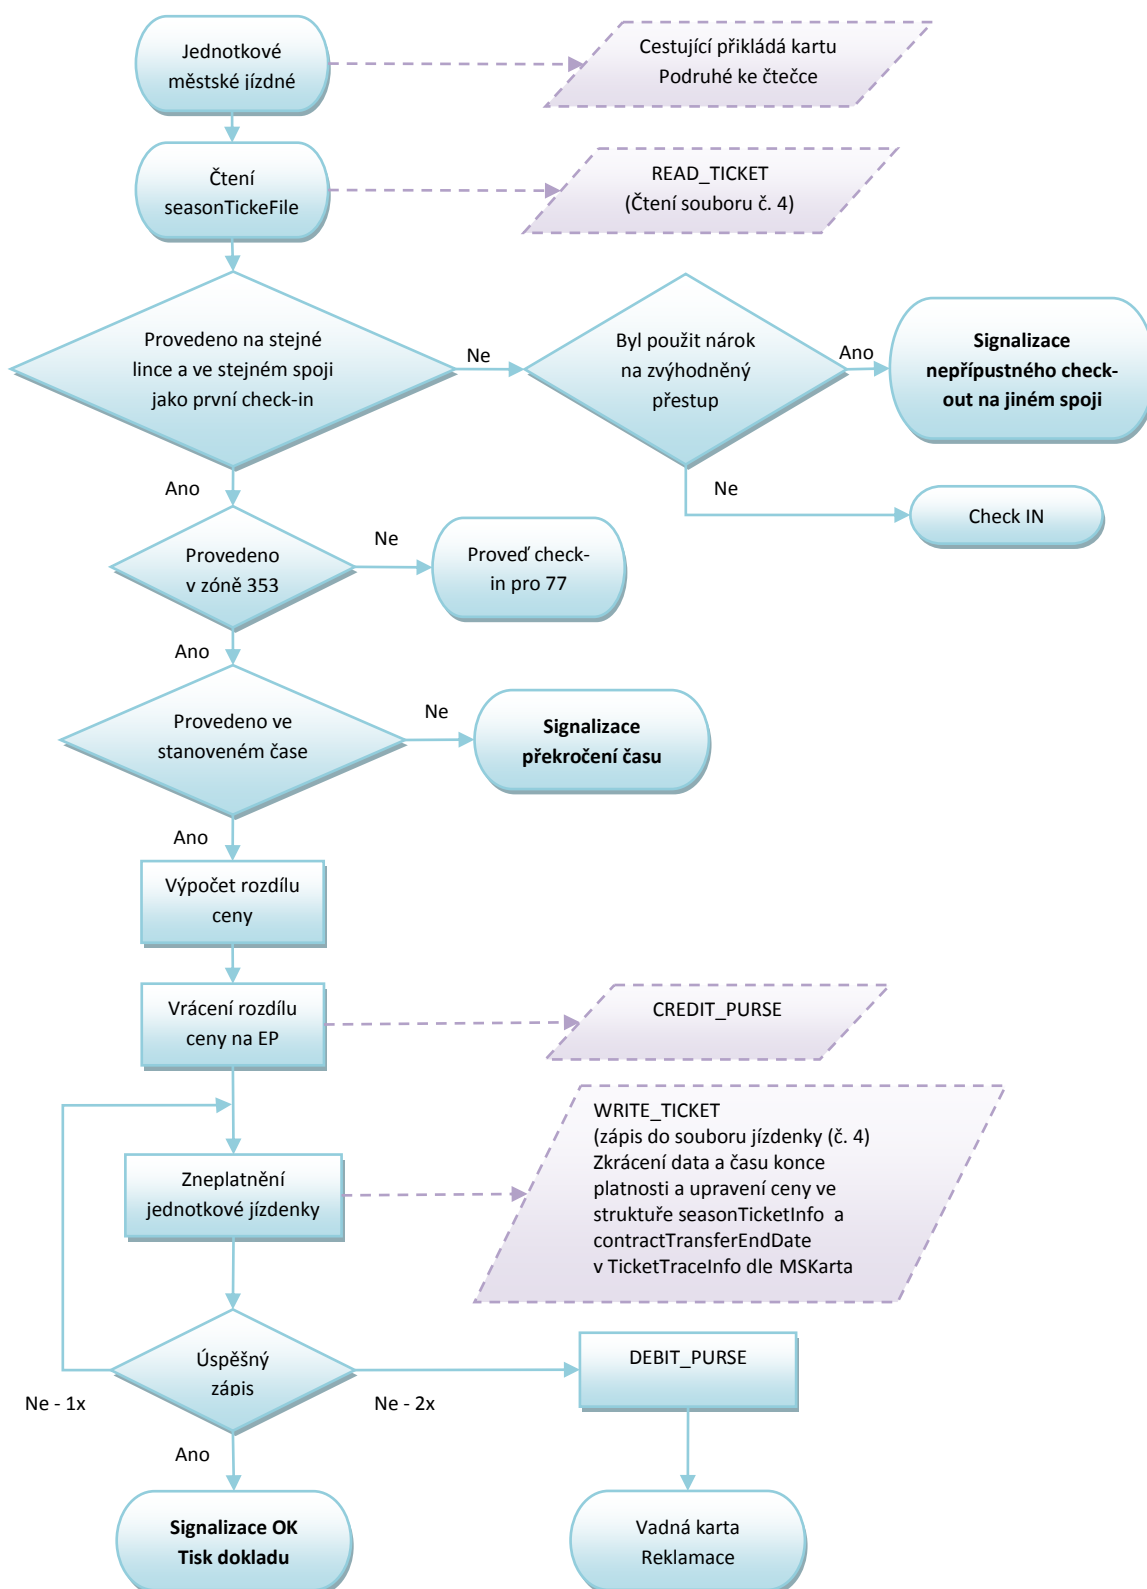 Jednotkové
městské jízdné
Cestující přikládá kartu
Podruhé ke čtečce
Čtení
seasonTickeFile
READ_TICKET
(Čtení souboru č. 4)
Provedeno na stejné
lince a ve stejném spoji
jako první check-in
Ne
Byl použit nárok
na zvýhodněný
přestup
Ano
Signalizace
nepřípustného check-
out na jiném spoji
Ano
Ne
Check IN
Provedeno
v zóně 353
Ne
Proveď check-
in pro 77
Ano
Provedeno ve
stanoveném čase
Ne
Signalizace
překročení času
Ano
Výpočet rozdílu
ceny
Vrácení rozdílu
ceny na EP
CREDIT_PURSE
WRITE_TICKET
(zápis do souboru jízdenky (č. 4)
Zkrácení data a času konce
platnosti a upravení ceny ve
struktuře seasonTicketInfo a
contractTransferEndDate
v TicketTraceInfo dle MSKarta
Zneplatnění
jednotkové jízdenky
Úspěšný
zápis
Ne - 1x
Ne - 2x
DEBIT_PURSE
Ano
Signalizace OK
Tisk dokladu
Vadná karta
Reklamace